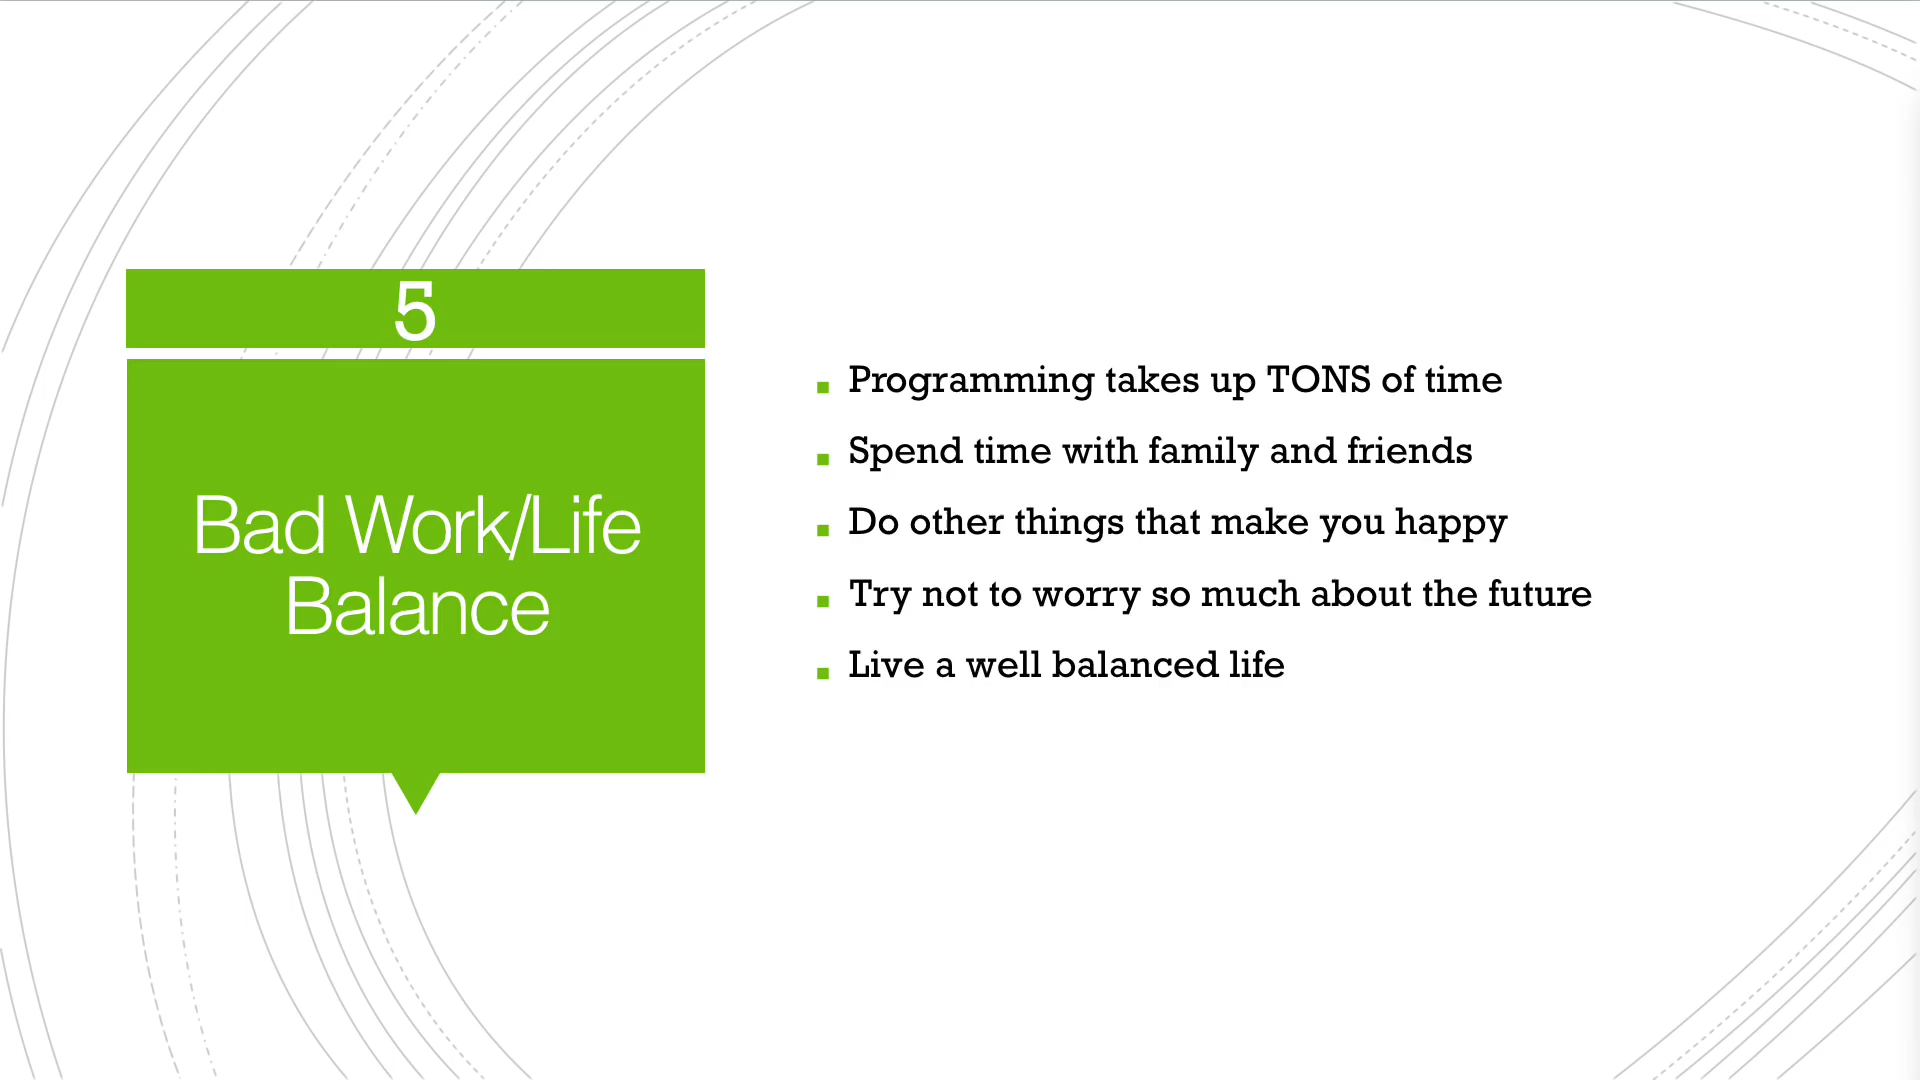 5
Bad Work/Life
Balance
Programming takes up TONS of time
Spend time with family and friends
Do other things that make you happy
Try not to worry so much about the future
Live a well balanced life